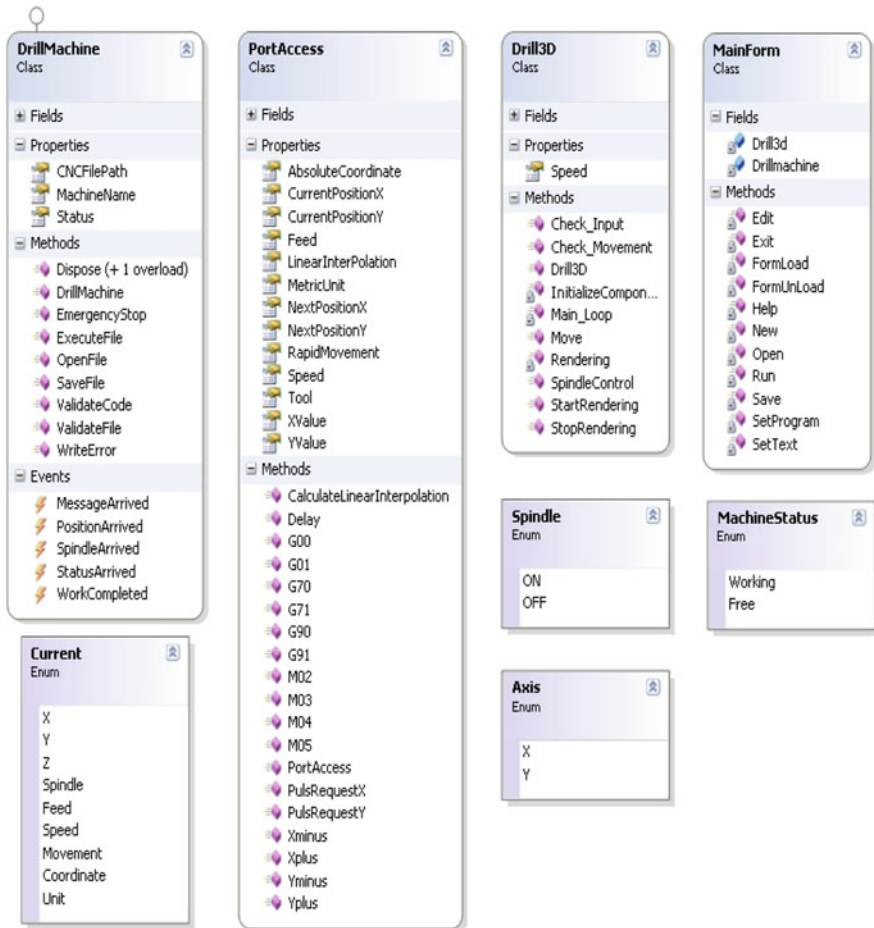 DrillMachine
Class
Fields
Properties
CNCFilePath
MachineName
Status
Methods
Dispose (+ 1 overload)
DrillMachine
EmergencyStop
ExecuteFile
OpenFile
SaveFile
ValidateCode
ValidateFile
WriteError
Events
MessageArrived
PositionArrived
SpindleArrived
StatusArrived
WorkCompleted
Current
Enum
X
Y
Z
Spindle
Feed
Speed
Movement
Coordinate
Unit
PortAccess
Class
Fields
Properties
AbsoluteCoordinate
CurrentPositionX
CurrentPositionY
Feed
LinearInterPolation
MetricUnit
NextPositionX
NextPositionY
RapidMovement
Speed
Tool
XValue
YValue
Methods
CalculateLinearInterpolation
Delay
G00
G01
G70
G71
G90
G91
M02
M03
M04
M05
PortAccess
PulsRequestX
PulsRequestY
Xminus
Xplus
Yminus
Yplus
Drill3D
Class
Fields
Properties
Speed
Methods
Check_Input
Check_Movement
Drill3D
InitializeCompon...
Main_Loop
Move
Rendering
SpindleControl
StartRendering
StopRendering
Spindle
Enum
ON
OFF
Axis
Enum
X
Y
MainForm
Class
Fields
Drill3d
Drillmachine
Methods
Edit
Exit
FormLoad
FormUnLoad
Help
New
Open
Run
Save
SetProgram
SetText
MachineStatus
Enum
Working
Free